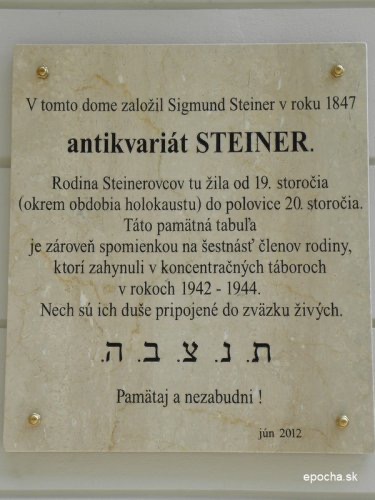 V tomto dome založil Sigmund Steiner v roku 1847
antikvariát STEINER.
Rodina Steinerovcov tu žila od 19. storočia
(okrem obdobia holokaustu) do polovice 20. storočia.
Táto pamätná tabuľa
je zároveň spomienkou na šestnásť členov rodiny,
ktorí zahynuli v koncentračných táboroch
v rokoch 1942 - 1944.
Nech sú ich duše pripojené do zväzku živých.
ת. נ. צ. ב. ה.
Pamätaj a nezabudni !
jún 2012
epocha.sk